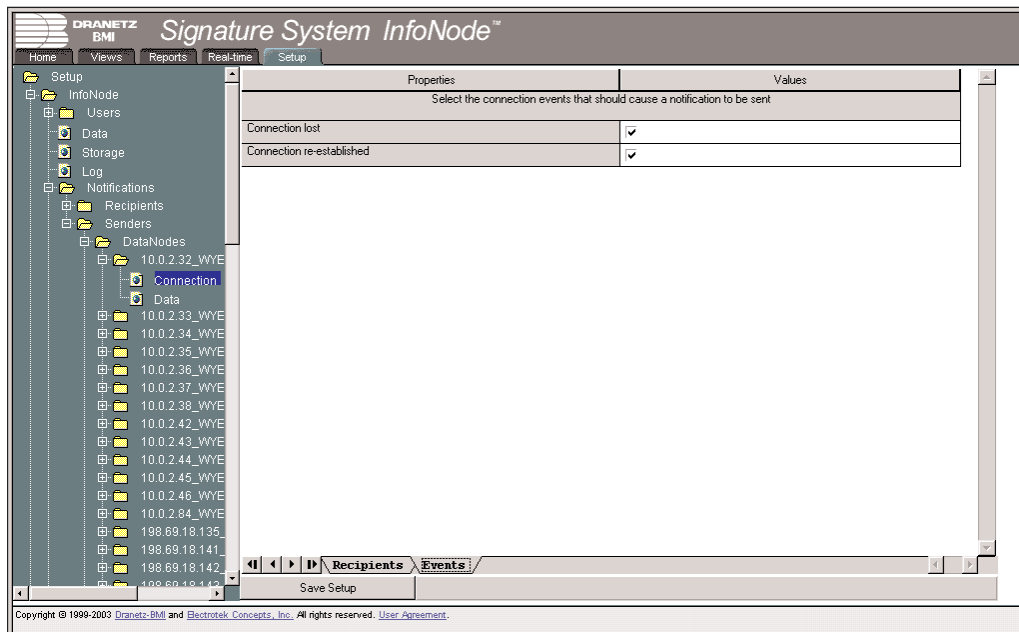 DRANETZ
BMI
Signature System InfoNode™
Home Views Reports Real-time Setup
Setup
InfoNode
Users
Data
Storage
Log
Notifications
Recipients
Senders
DataNodes
10.0.2.32_WYE
Connection
Data
10.0.2.33_WYE
10.0.2.34_WYE
10.0.2.35_WYE
10.0.2.36_WYE
10.0.2.37_WYE
10.0.2.38_WYE
10.0.2.42_WYE
10.0.2.43_WYE
10.0.2.44_WYE
10.0.2.45_WYE
10.0.2.46_WYE
10.0.2.84_WYE
198.69.18.135_
198.69.18.141_
198.69.18.142_
Properties Values
Select the connection events that should cause a notification to be sent
Connection lost
Connection re-established
Recipients Events
Save Setup
Copyright © 1999-2003 Dranetz-BMI and Electrotek Concepts, Inc. All rights reserved. User Agreement.